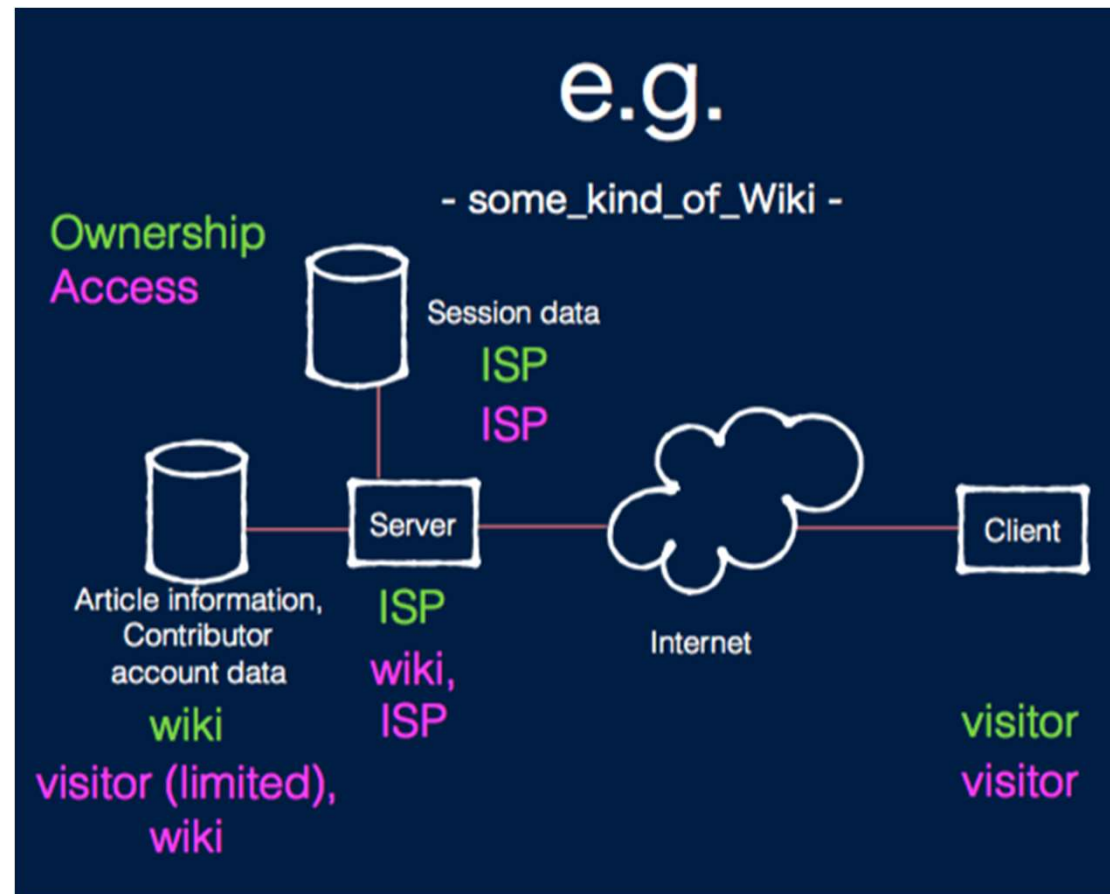 e.g.
- some_kind_of_Wiki -
Ownership
Access
Session data
ISP
ISP
Server
Client
Article information,
Contributor
account data
ISP
wiki,
ISP
Internet
wiki
visitor (limited),
wiki
visitor
visitor